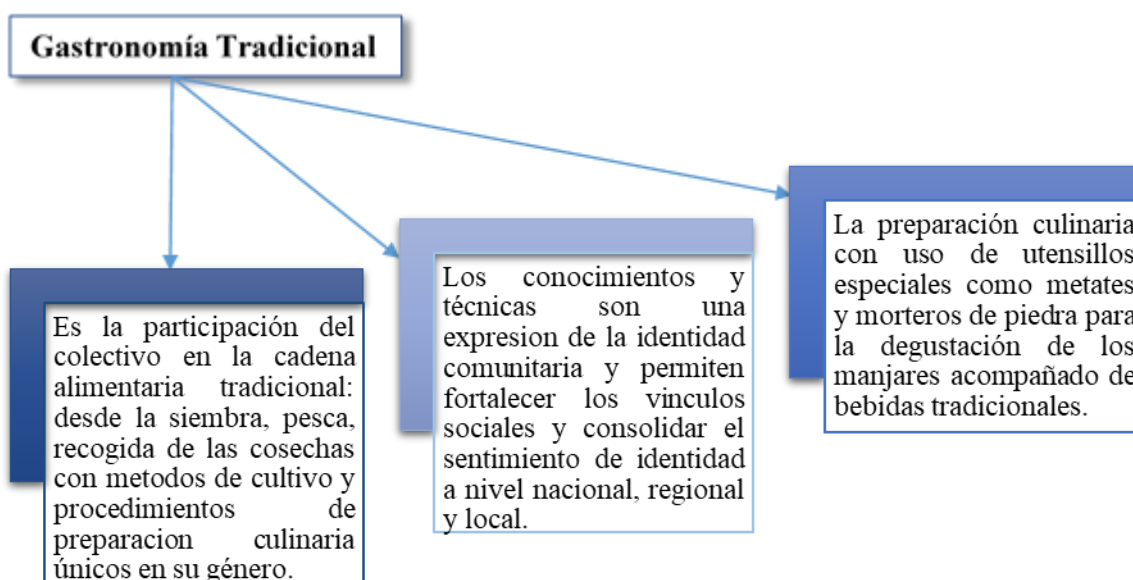 Gastronomía Tradicional
Es la participación del
colectivo en la cadena
alimentaria tradicional:
desde la siembra, pesca,
recogida de las cosechas
con metodos de cultivo y
procedimientos de
preparacion culinaria
únicos en su género.
Los conocimientos y
técnicas son una
expresion de la identidad
comunitaria y permiten
fortalecer los vinculos
sociales y consolidar el
sentimiento de identidad
a nivel nacional, regional
y local.
La preparación culinaria
con uso de utensillos
especiales como metates
y morteros de piedra para
la degustación de los
manjares acompañado de
bebidas tradicionales.